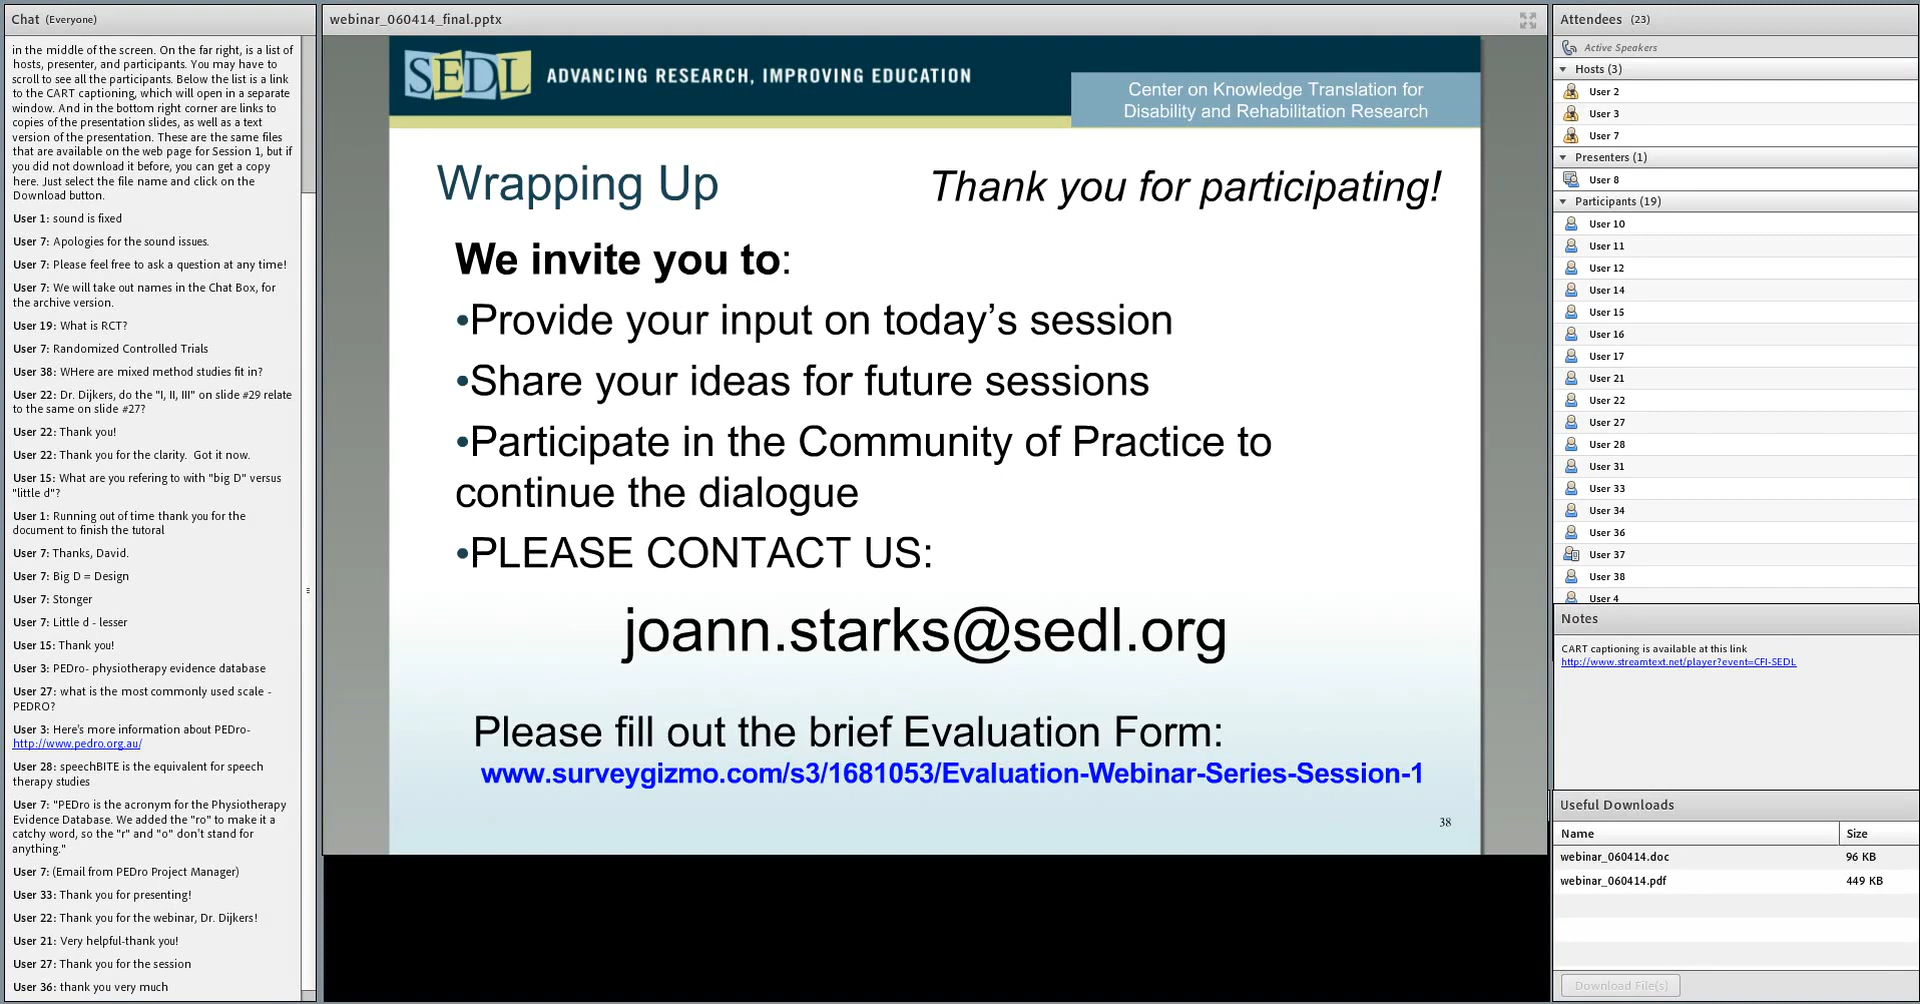 Chat (Everyone)
in the middle of the screen. On the far right, is a list of
hosts, presenter, and participants. You may have to
scroll to see all the participants. Below the list is a link
to the CART captioning, which will open in a separate
window. And in the bottom right corner are links to
copies of the presentation slides, as well as a text
version of the presentation. These are the same files
that are available on the web page for Session 1, but if
you did not download it before, you can get a copy
here. Just select the file name and click on the
Download button.
User 1: sound is fixed
User 7: Apologies for the sound issues.
User 7: Please feel free to ask a question at any time!
User 7: We will take out names in the Chat Box, for
the archive version.
User 19: What is RCT?
User 7: Randomized Controlled Trials
User 38: WHere are mixed method studies fit in?
User 22: Dr. Dijkers, do the "I, II, III" on slide #29 relate
to the same on slide #27?
User 22: Thank you!
User 22: Thank you for the clarity. Got it now.
User 15: What are you refering to with "big D" versus
"little d"?
User 1: Running out of time thank you for the
document to finish the tutoral
User 7: Thanks, David.
User 7: Big D = Design
User 7: Stonger
User 7: Little d - lesser
User 15: Thank you!
User 3: PEDro- physiotherapy evidence database
User 27: what is the most commonly used scale -
PEDRO?
User 3: Here's more information about PEDro-
http://www.pedro.org.au/
User 28: speechBITE is the equivalent for speech
therapy studies
User 7: "PEDro is the acronym for the Physiotherapy
Evidence Database. We added the "ro" to make it a
catchy word, so the "r" and "o" don't stand for
anything."
User 7: (Email from PEDro Project Manager)
User 33: Thank you for presenting!
User 22: Thank you for the webinar, Dr. Dijkers!
User 21: Very helpful-thank you!
User 27: Thank you for the session
User 36: thank you very much
webinar_060414_final.pptx
SEDL ADVANCING RESEARCH, IMPROVING EDUCATION
Center on Knowledge Translation for
Disability and Rehabilitation Research
Wrapping Up
Thank you for participating!
We invite you to:
•Provide your input on today’s session
•Share your ideas for future sessions
•Participate in the Community of Practice to
continue the dialogue
•PLEASE CONTACT US:
joann.starks@sedl.org
Please fill out the brief Evaluation Form:
www.surveygizmo.com/s3/1681053/Evaluation-Webinar-Series-Session-1
38
Attendees (23)
Active Speakers
Hosts (3)
User 2
User 3
User 7
Presenters (1)
User 8
Participants (19)
User 10
User 11
User 12
User 14
User 15
User 16
User 17
User 21
User 22
User 27
User 28
User 31
User 33
User 34
User 36
User 37
User 38
User 4
Notes
CART captioning is available at this link
http://www.streamtext.net/player?event=CFI-SEDL
Useful Downloads
Name Size
webinar_060414.doc 96 KB
webinar_060414.pdf 449 KB
Download File(s)